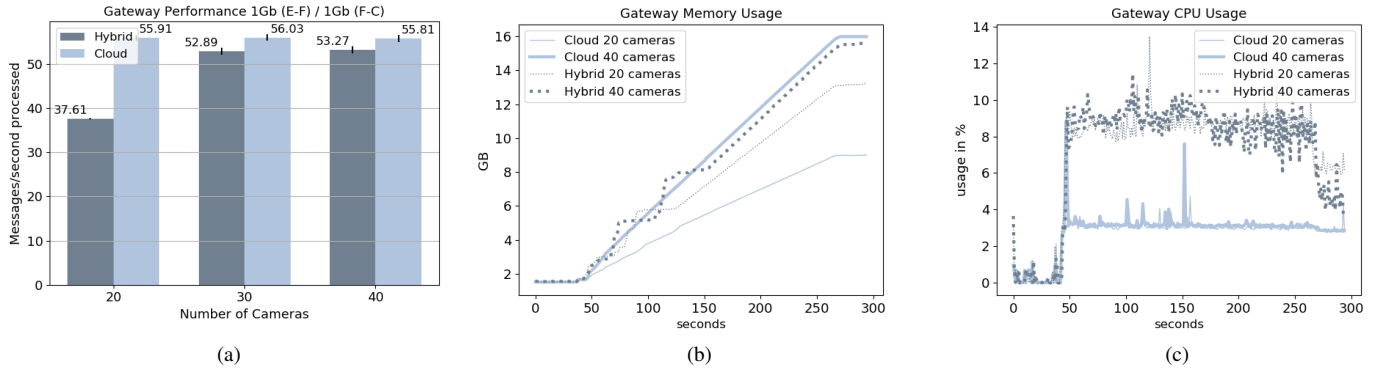 Gateway Performance 1Gb (E-F) / 1Gb (F-C)
Messages/second processed
50
40
30
20
10
0
Hybrid
Cloud
37.61
55.91
52.89
56.03
53.27
55.81
20
30
40
Number of Cameras
(a)
Gateway Memory Usage
GB
16
14
12
10
8
6
4
2
Cloud 20 cameras
Cloud 40 cameras
Hybrid 20 cameras
Hybrid 40 cameras
0
50
100
150
200
250
300
seconds
(b)
Gateway CPU Usage
usage in %
14
12
10
8
6
4
2
0
Cloud 20 cameras
Cloud 40 cameras
Hybrid 20 cameras
Hybrid 40 cameras
0
50
100
150
200
250
300
seconds
(c)